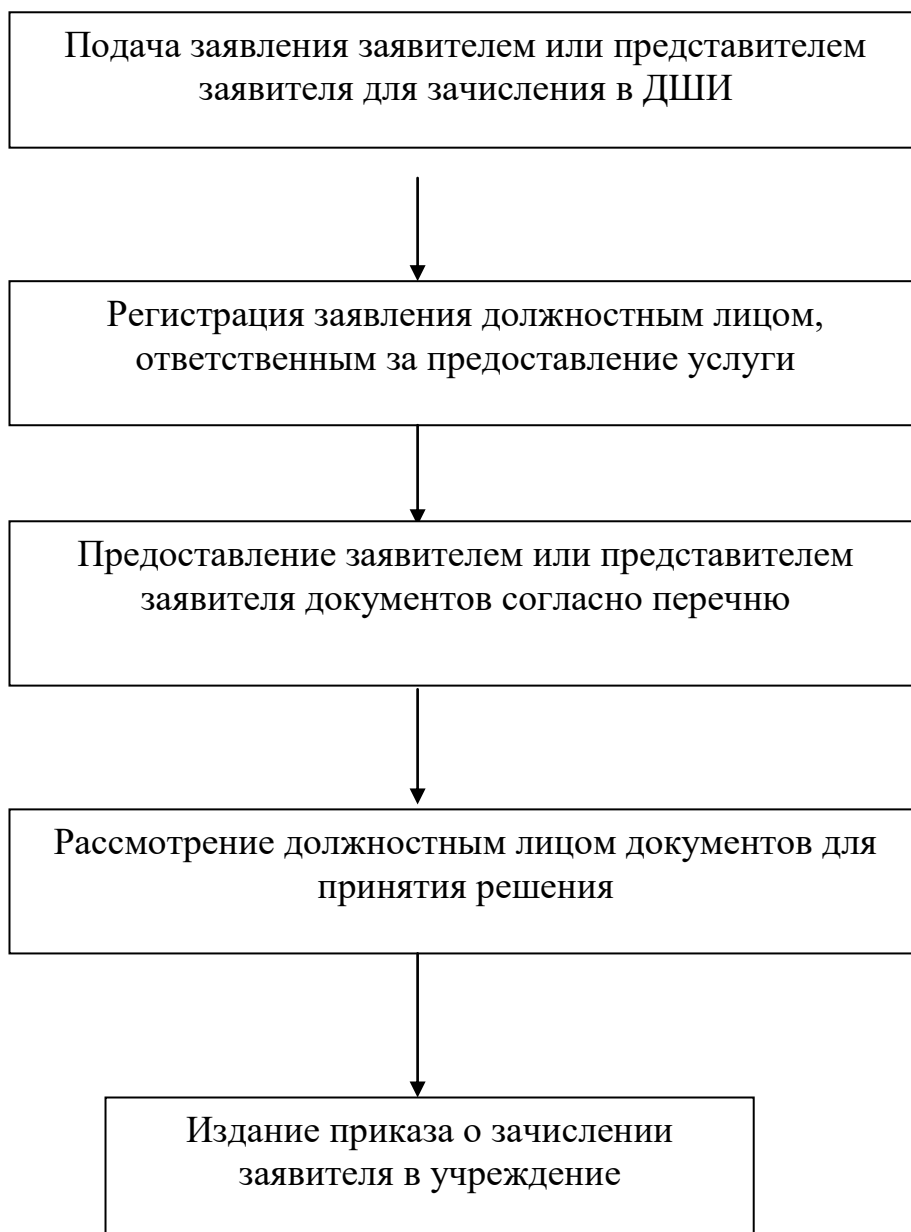 Подача заявления заявителем или представителем
заявителя для зачисления в ДШИ
Регистрация заявления должностным лицом,
ответственным за предоставление услуги
Предоставление заявителем или представителем
заявителя документов согласно перечню
Рассмотрение должностным лицом документов для
принятия решения
Издание приказа о зачислении
заявителя в учреждение